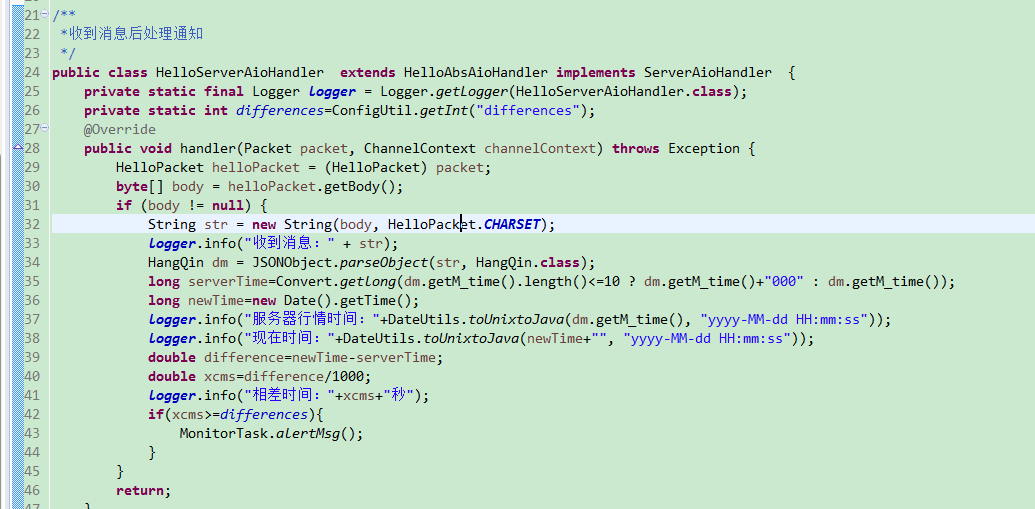 21 /**
22 *收到消息后处理通知
23 */
24 public class HelloServerAioHandler  extends HelloAbsAioHandler implements ServerAioHandler  {
25     private static final Logger logger = Logger.getLogger(HelloServerAioHandler.class);
26     private static int differences=ConfigUtil.getInt("differences");
27     @Override
28     public void handler(Packet packet, ChannelContext channelContext) throws Exception {
29         HelloPacket helloPacket = (HelloPacket) packet;
30         byte[] body = helloPacket.getBody();
31         if (body != null) {
32             String str = new String(body, HelloPacket.CHARSET);
33             logger.info("收到消息：" + str);
34             HangQin dm = JSONObject.parseObject(str, HangQin.class);
35             long serverTime=Convert.getLong(dm.getM_time().length()<=10 ? dm.getM_time()+"000" : dm.getM_time());
36             long newTime=new Date().getTime();
37             logger.info("服务器行情时间："+DateUtils.toUnixtoJava(dm.getM_time(), "yyyy-MM-dd HH:mm:ss"));
38             logger.info("现在时间："+DateUtils.toUnixtoJava(newTime+"", "yyyy-MM-dd HH:mm:ss"));
39             double difference=newTime-serverTime;
40             double xcms=difference/1000;
41             logger.info("相差时间："+xcms+"秒");
42             if(xcms>=differences){
43                 MonitorTask.alertMsg();
44             }
45         }
46         return;
47     }